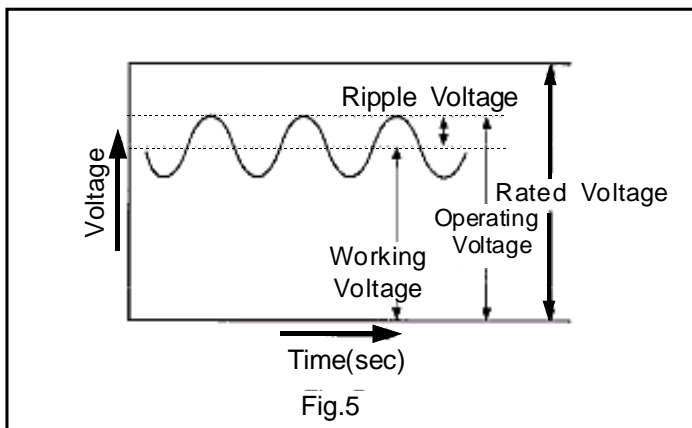 Ripple Voltage
Voltage
Rated Voltage
Operating
Voltage
Working
Voltage
Time(sec)
Fig.5